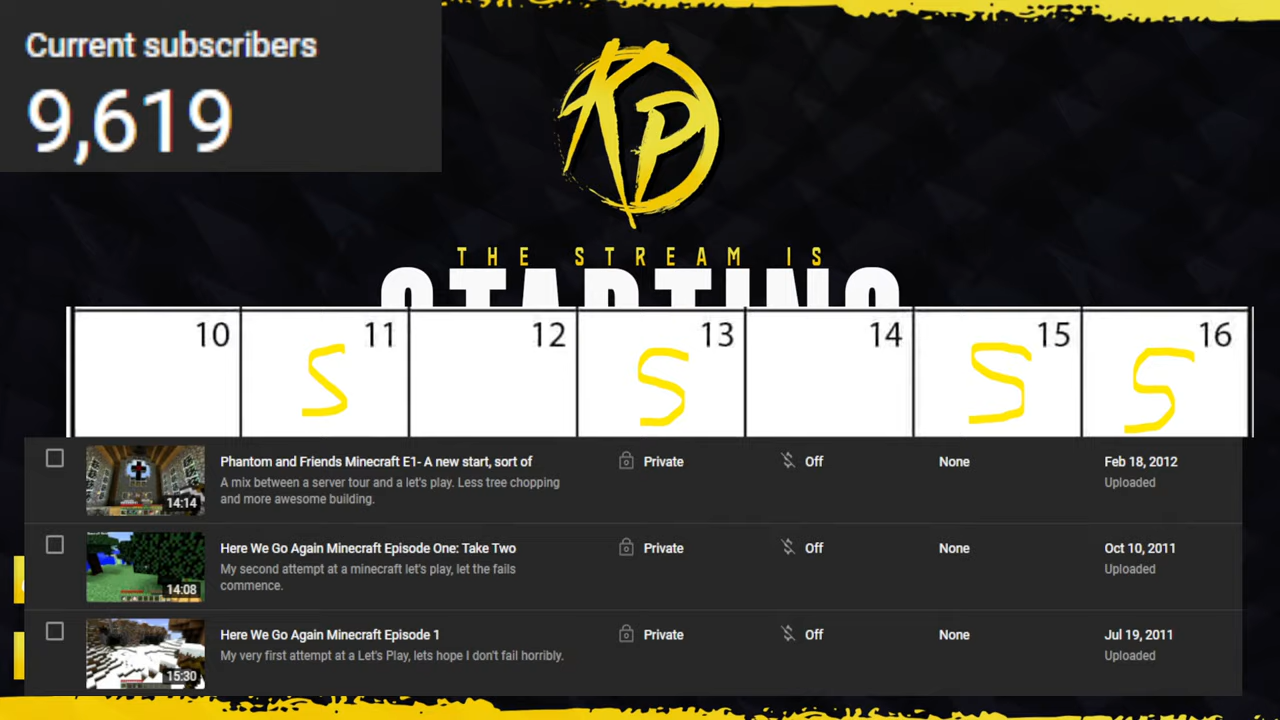 Current subscribers
9,619
KP
THE STREAM IS
STARTING
10 11 12 13 14 15 16
S S S S
Phantom and Friends Minecraft E1- A new start, sort of Private Off None Feb 18, 2012
A mix between a server tour and a let's play. Less tree chopping Uploaded
and more awesome building.
14:14
Here We Go Again Minecraft Episode One: Take Two Private Off None Oct 10, 2011
My second attempt at a minecraft let's play, let the fails Uploaded
commence.
14:08
Here We Go Again Minecraft Episode 1 Private Off None Jul 19, 2011
My very first attempt at a Let's Play, lets hope I don't fail horribly. Uploaded
15:30